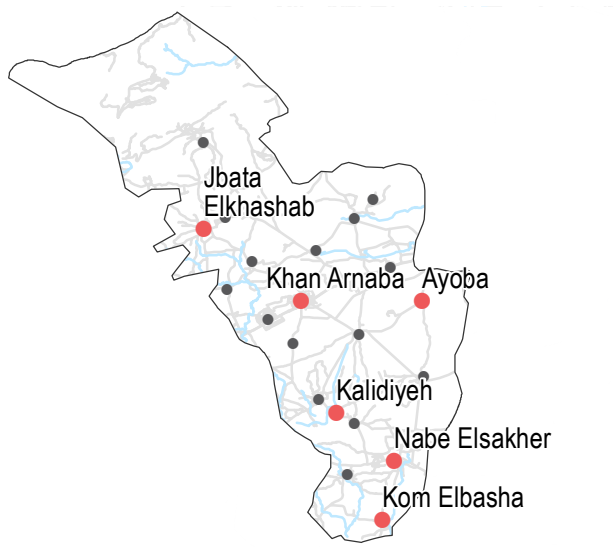 Jbata
Elkhashab
Khan Arnaba
Ayoba
Kalidiyeh
Nabe Elsakher
Kom Elbasha